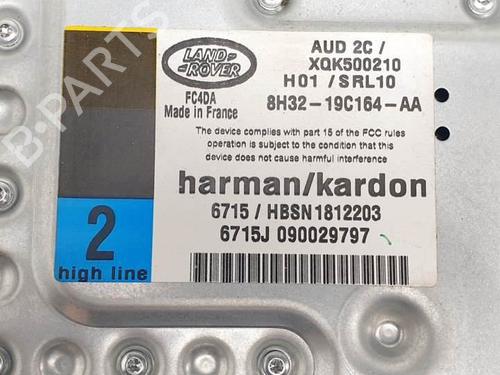 LAND
ROVER
FC4DA
Made in France
AUD 2C /
XQK500210
H01 / SRL10
8H32-19C164-AA
The device complies with part 15 of the FCC rules
operation is subject to the condition that this
device does not cause harmful interference
harman/kardon
6715 / HBSN1812203
6715J 090029797
2
high line
B-PARTS